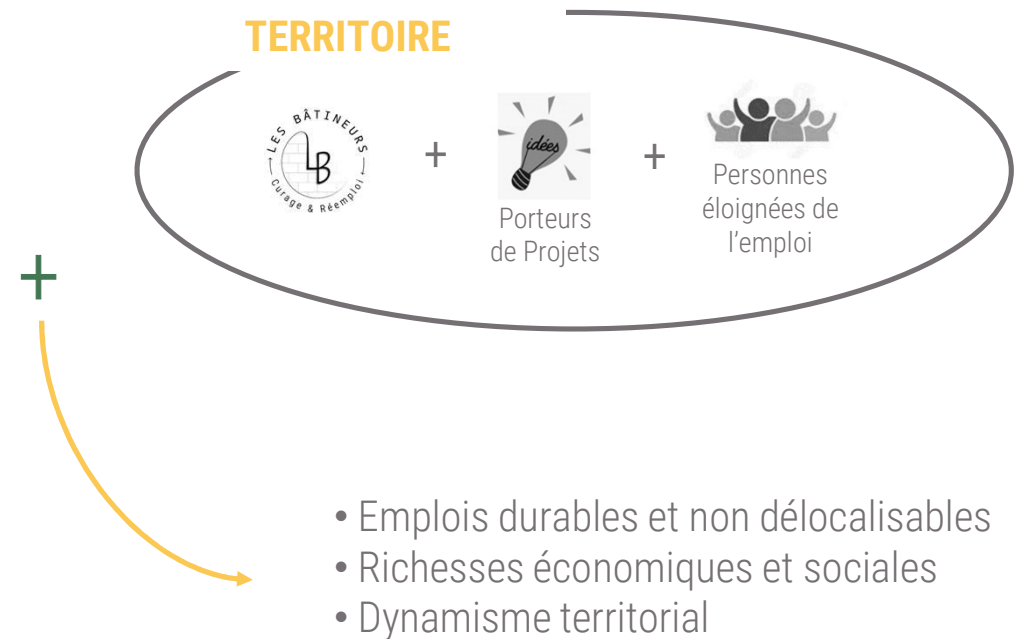 TERRITOIRE
LES BÂTINEURS
LB
Curage & Réemploi
+
idées
+
Porteurs
de Projets
Personnes
éloignées de
l'emploi
+
• Emplois durables et non délocalisables
• Richesses économiques et sociales
• Dynamisme territorial